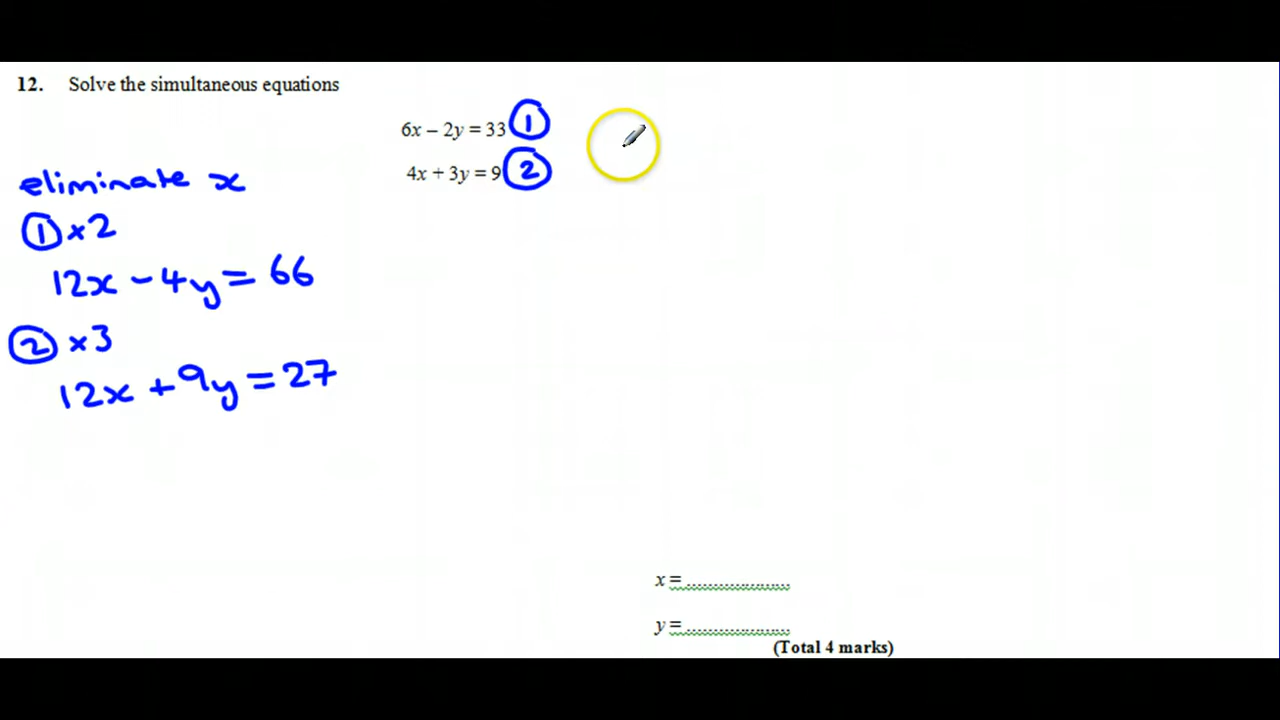 12. Solve the simultaneous equations
6x – 2y = 33 ①
4x + 3y = 9 ②
eliminate x
① ×2
12x – 4y = 66
② ×3
12x + 9y = 27
x = ....................
y = ....................
(Total 4 marks)